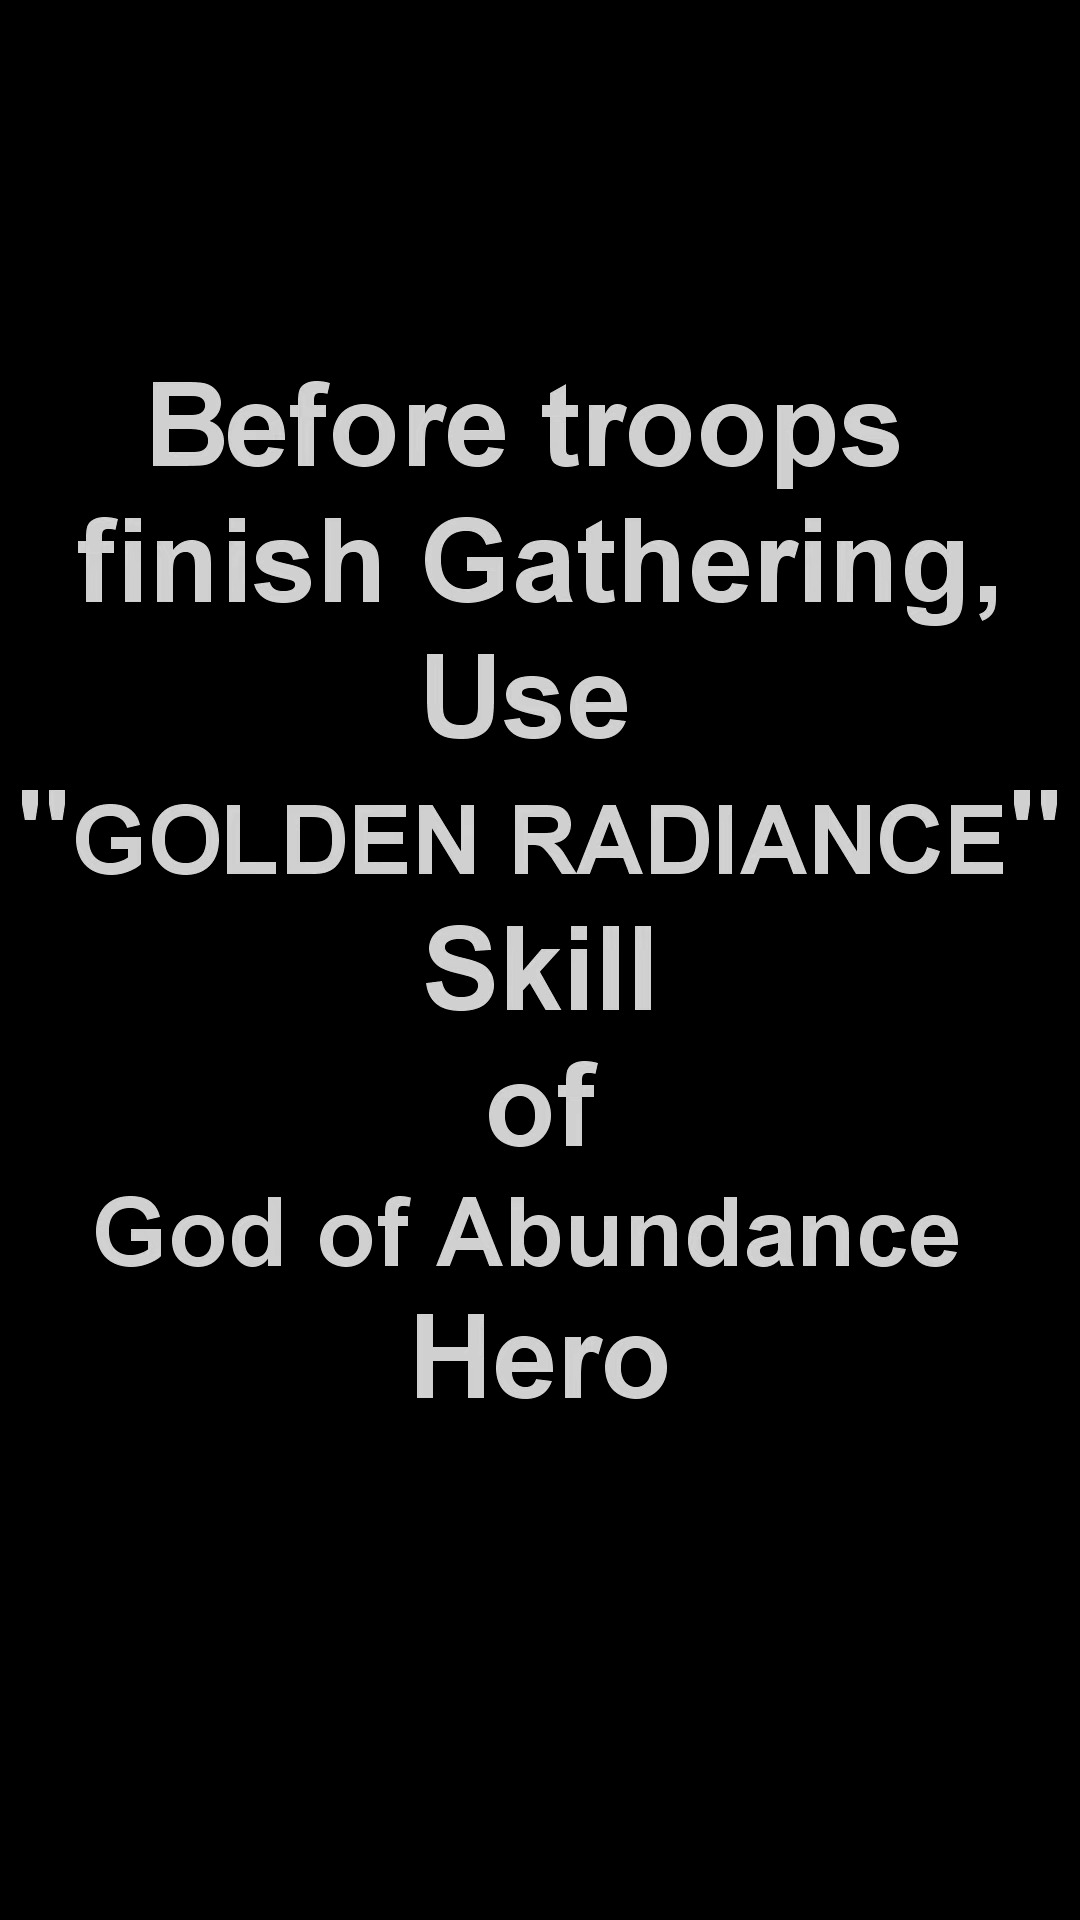 Before troops
finish Gathering,
Use
"GOLDEN RADIANCE"
Skill
of
God of Abundance
Hero